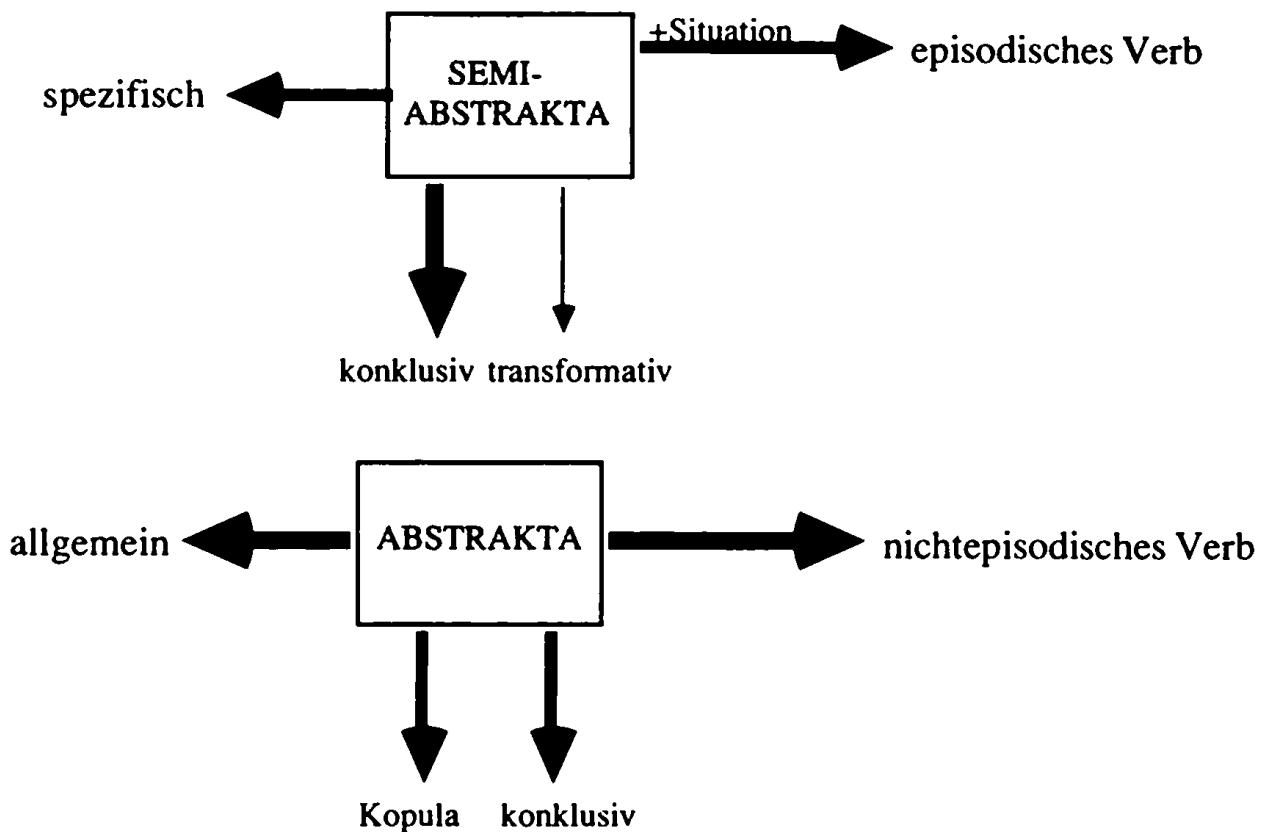 +Situation
episodisches Verb
SEMI-
ABSTRAKTA
spezifisch
konklusiv transformativ
allgemein
ABSTRAKTA
nichtepisodisches Verb
Kopula konklusiv